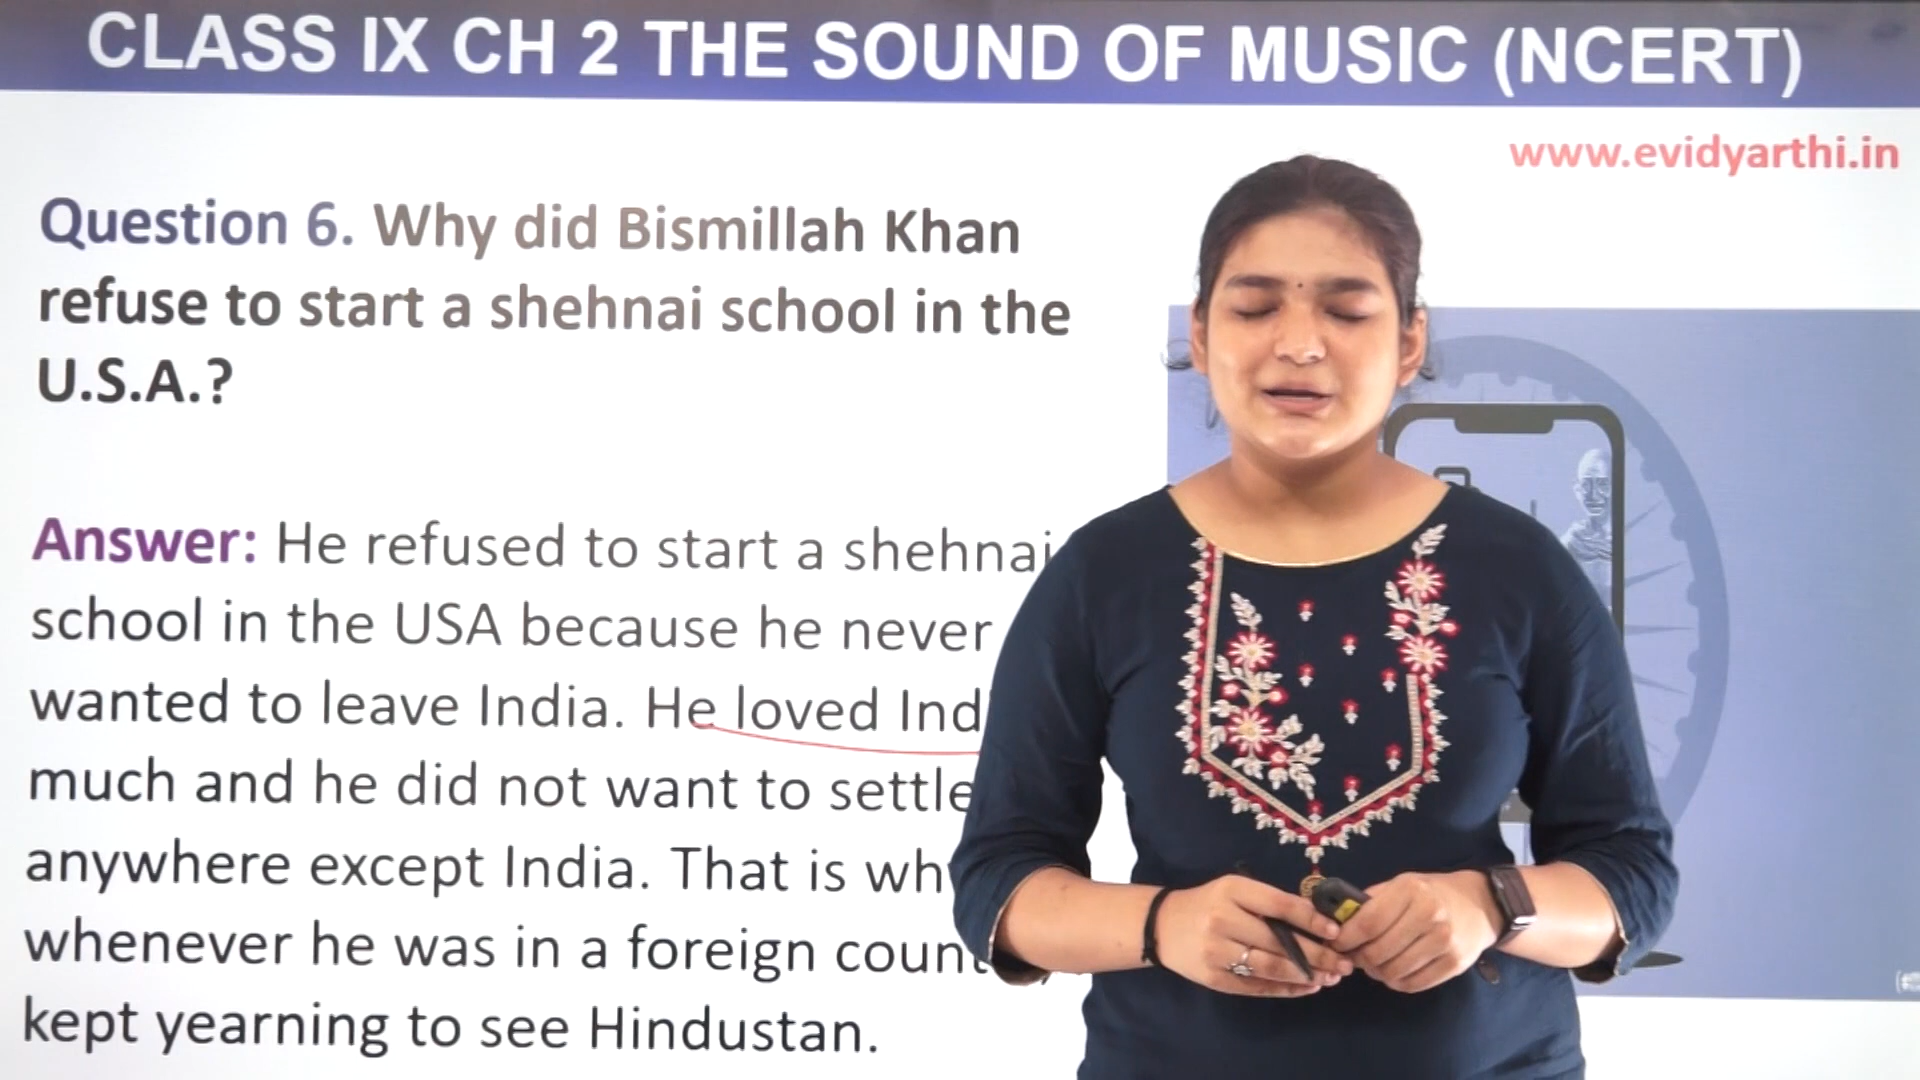 CLASS IX CH 2 THE SOUND OF MUSIC (NCERT)
www.evidyarthi.in
Question 6. Why did Bismillah Khan
refuse to start a shehnai school in the
U.S.A.?
Answer: He refused to start a shehnai
school in the USA because he never
wanted to leave India. He loved
much and he did not want to settle
anywhere except India. That is
whenever he was in a foreign
kept yearning to see Hindustan.